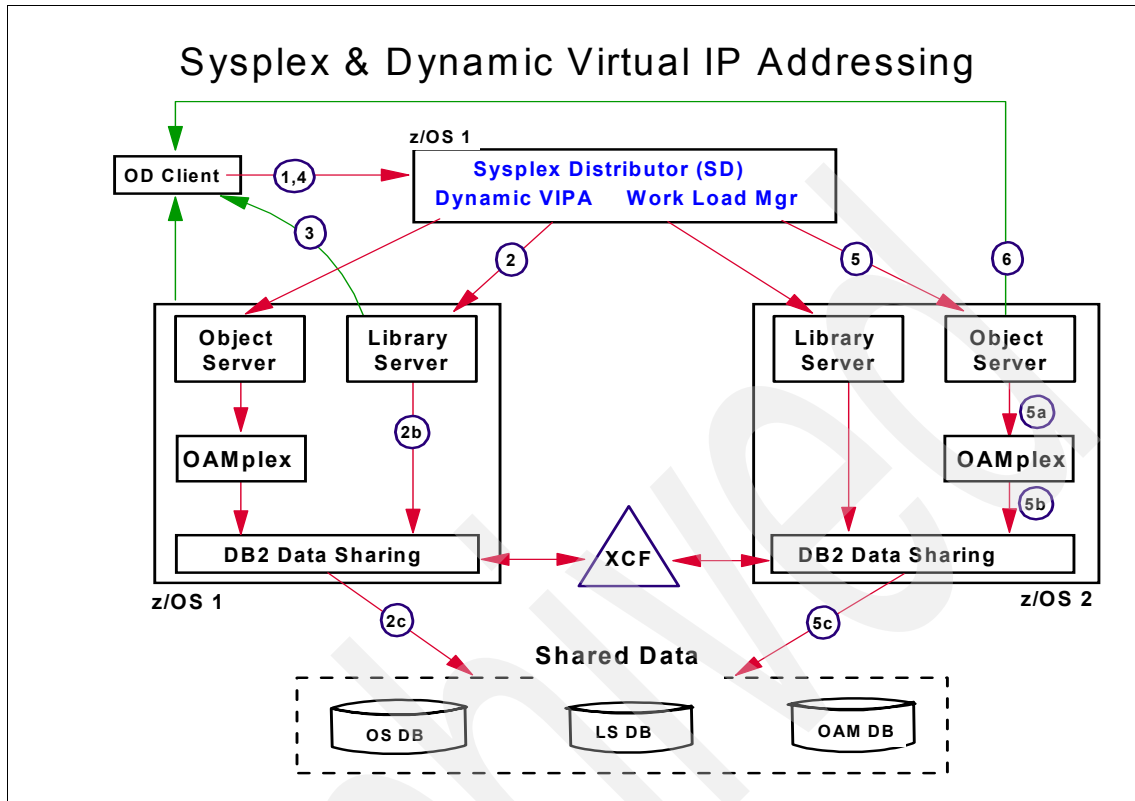 Sysplex & Dynamic Virtual IP Addressing
z/OS 1
OD Client
1,4
Sysplex Distributor (SD)
Dynamic VIPA Work Load Mgr
3
2
5
6
Object
Server
Library
Server
Library
Server
Object
Server
2b
5a
OAMplex
OAMplex
5b
DB2 Data Sharing
XCF
DB2 Data Sharing
z/OS 1
z/OS 2
2c
5c
Shared Data
OS DB
LS DB
OAM DB